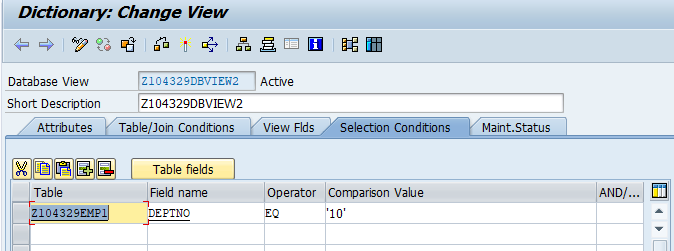 Dictionary: Change View
Database View Z104329DBVIEW2 Active
Short Description Z104329DBVIEW2
Attributes Table/Join Conditions View Flds Selection Conditions Maint.Status
Table fields
Table Field name Operator Comparison Value AND/...
Z104329EMP1 DEPTNO EQ '10'